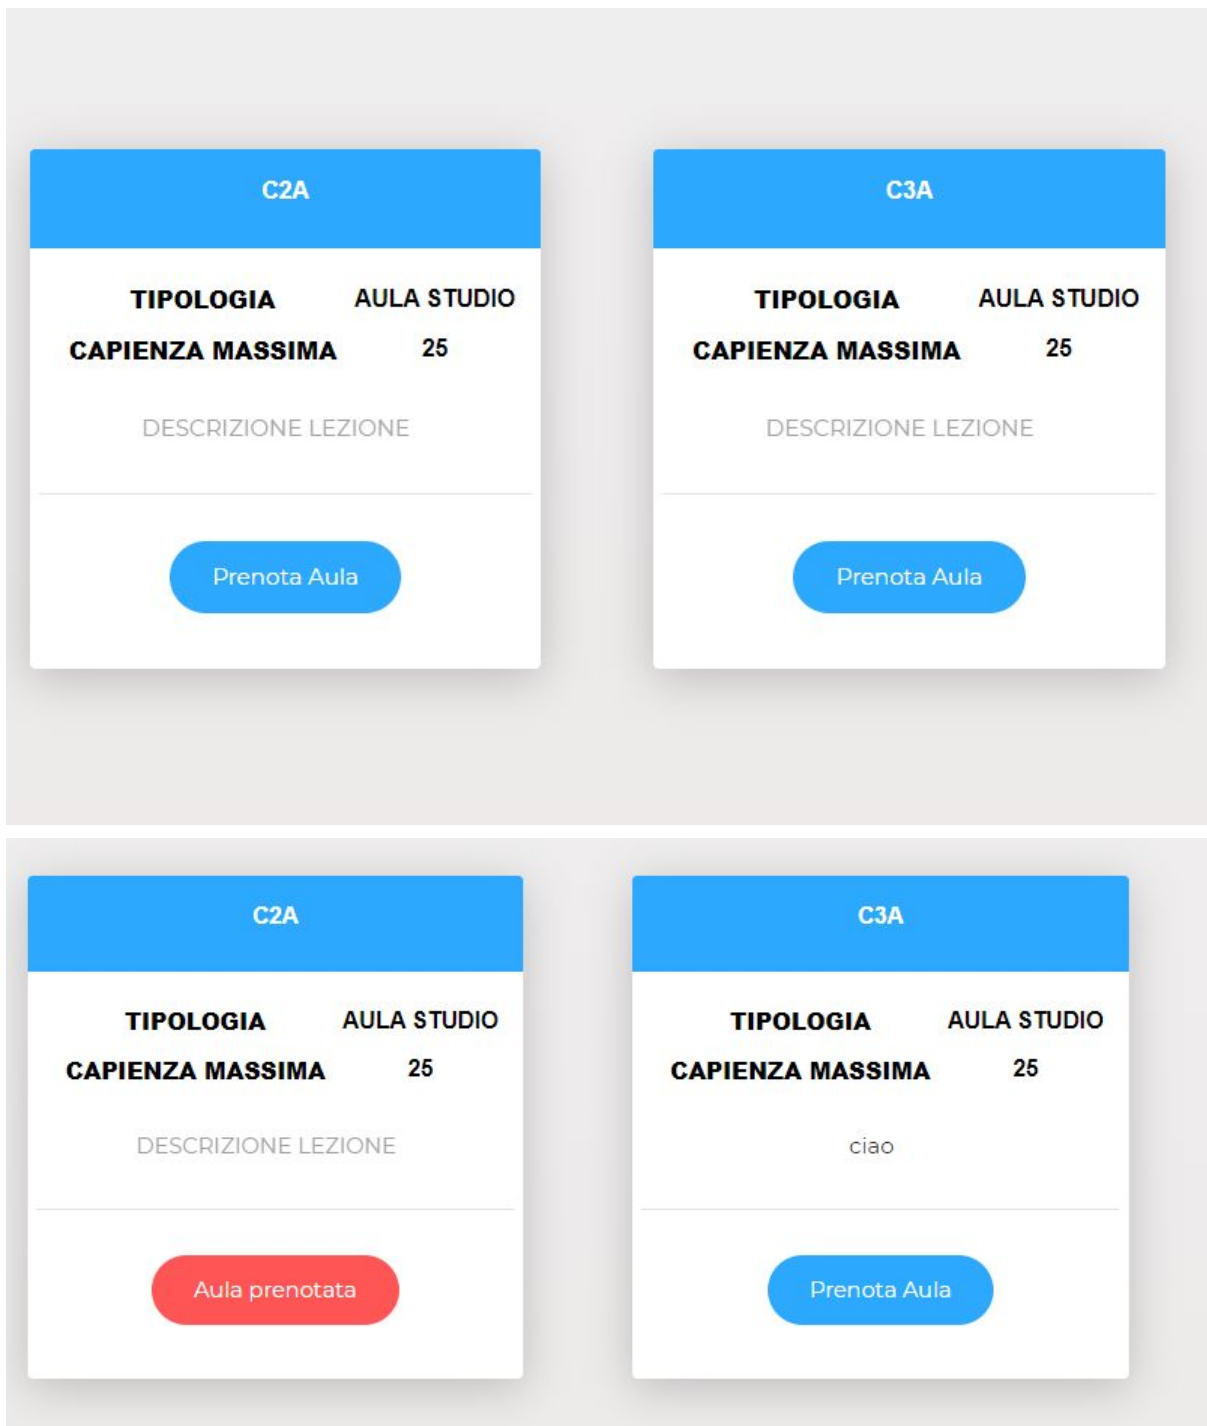 C2A
TIPOLOGIA AULA STUDIO
CAPIENZA MASSIMA 25
DESCRIZIONE LEZIONE
Prenota Aula
C3A
TIPOLOGIA AULA STUDIO
CAPIENZA MASSIMA 25
DESCRIZIONE LEZIONE
Prenota Aula
C2A
TIPOLOGIA AULA STUDIO
CAPIENZA MASSIMA 25
DESCRIZIONE LEZIONE
Aula prenotata
C3A
TIPOLOGIA AULA STUDIO
CAPIENZA MASSIMA 25
ciao
Prenota Aula